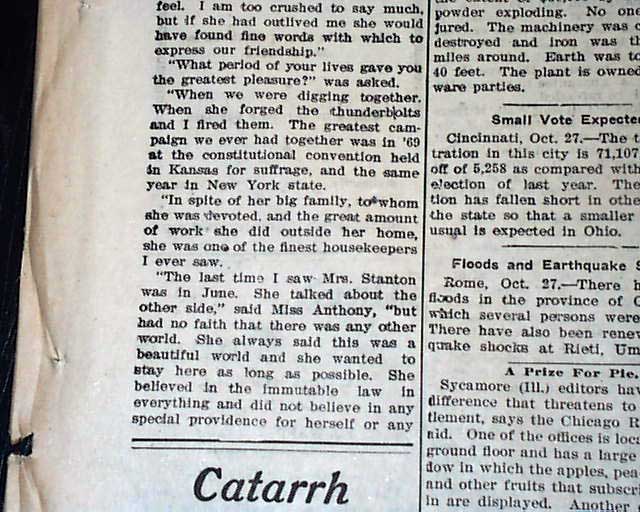 feel. I am too crushed to say much,
but if she had outlived me she would
have found fine words with which to
express our friendship."
"What period of your lives gave you
the greatest pleasure?" was asked.
"When we were digging together.
When she forged the thunderbolts
and I fired them. The greatest cam-
paign we ever had together was in '69
at the constitutional convention held
in Kansas for suffrage, and the same
year in New York state.
"In spite of her big family, to whom
she was devoted, and the great amount
of work she did outside her home,
she was one of the finest housekeepers
I ever saw.
"The last time I saw Mrs. Stanton
was in June. She talked about the
other side," said Miss Anthony, "but
had no faith that there was any other
world. She always said this was a
beautiful world and she wanted to
stay here as long as possible. She
believed in the immutable law in
everything and did not believe in any
special providence for herself or any
Catarrh
powder exploding. No one
jured. The machinery was
destroyed and iron was
miles around. Earth was to
40 feet. The plant is owned
ware parties.
Small Vote Expecte
Cincinnati, Oct. 27.—The t
tration in this city is 71,107
off of 5,258 as compared with
election of last year. The
tion has fallen short in othe
the state so that a smaller
usual is expected in Ohio.
Floods and Earthquake S
Rome, Oct. 27.—There h
floods in the province of C
which several persons were
There have also been renew
quake shocks at Rieti, Um
A Prize For Pie.
Sycamore (Ill.) editors hav
difference that threatens to
tlement, says the Chicago R
ald. One of the offices is loca
ground floor and has a large
dow in which the apples, pea
and other fruits that subscri
in are displayed. Another